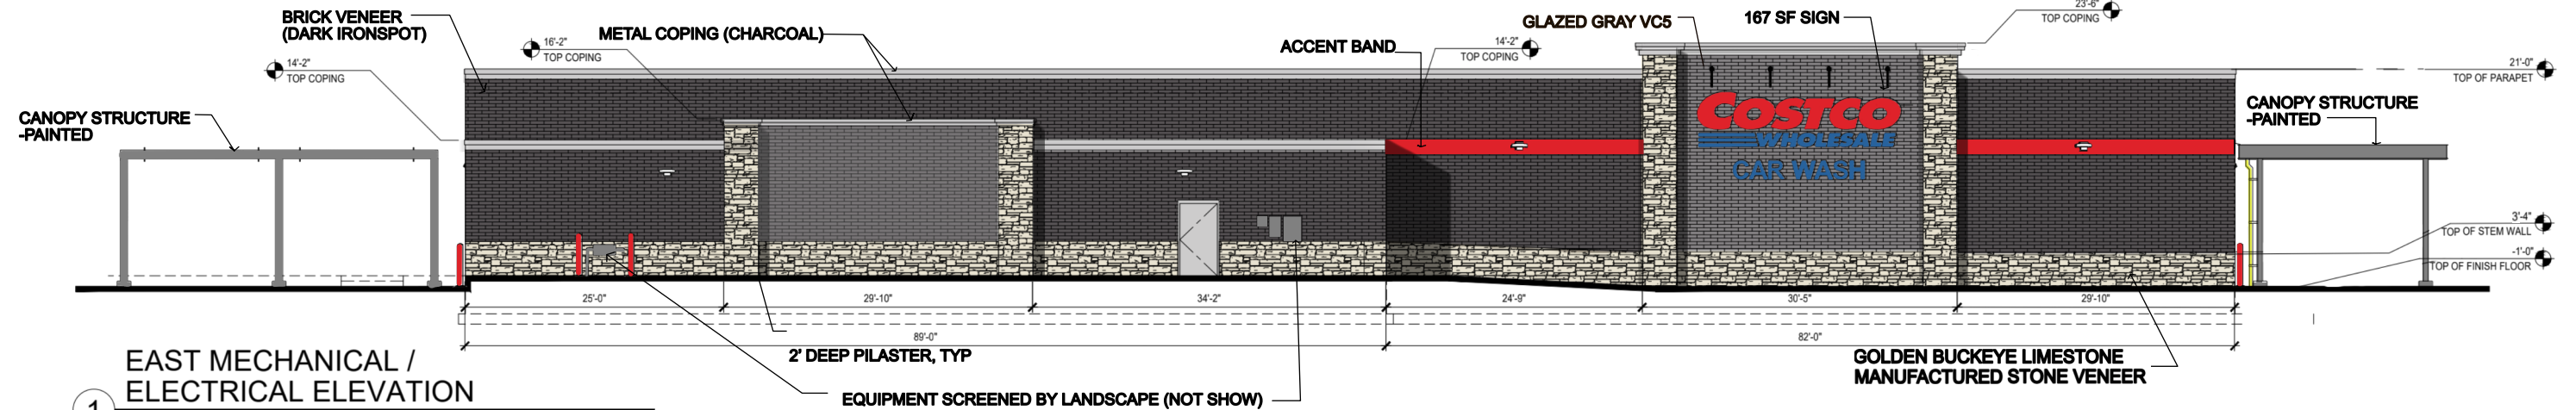 BRICK VENEER
(DARK IRONSPOT)
METAL COPING (CHARCOAL)
16'-2"
TOP COPING
14'-2"
TOP COPING
CANOPY STRUCTURE
-PAINTED
ACCENT BAND
14'-2"
TOP COPING
GLAZED GRAY VC5
167 SF SIGN
23'-6"
TOP COPING
21'-0"
TOP OF PARAPET
CANOPY STRUCTURE
-PAINTED
COSTCO
WHOLESALE
CAR WASH
3'-4"
TOP OF STEM WALL
-1'-0"
TOP OF FINISH FLOOR
25'-0"
29'-10"
34'-2"
24'-9"
30'-5"
29'-10"
89'-0"
82'-0"
2' DEEP PILASTER, TYP
GOLDEN BUCKEYE LIMESTONE
MANUFACTURED STONE VENEER
EQUIPMENT SCREENED BY LANDSCAPE (NOT SHOW)
EAST MECHANICAL /
ELECTRICAL ELEVATION
1